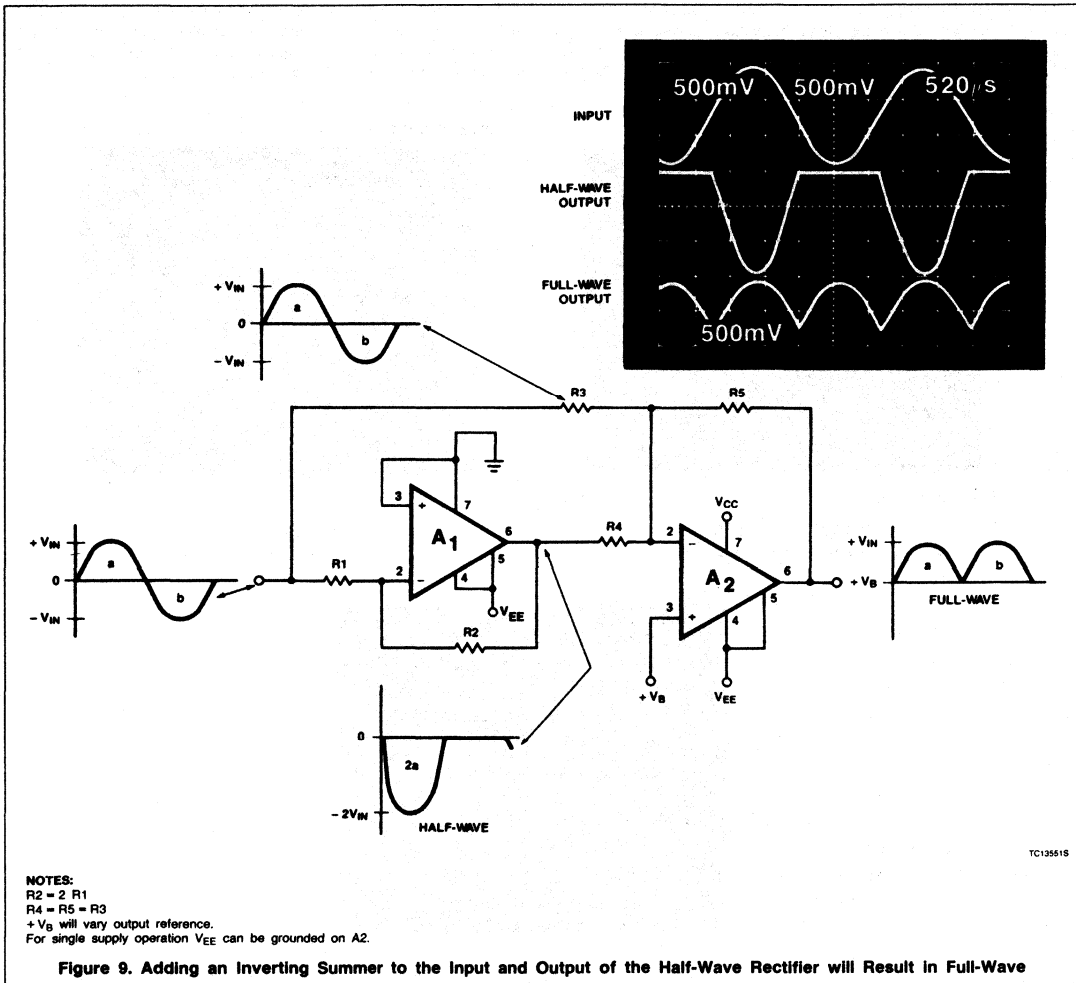 500mV 500mV 520μs
INPUT
HALF-WAVE
OUTPUT
FULL-WAVE
OUTPUT
500mV
+ VIN
a
0
b
- VIN
R3
R5
3
+
7
A1
6
5
2
-
4
VEE
R1
R2
R4
VCC
2
-
7
A2
6
3
+
5
4
+ VB
VEE
+ VIN
a
0
b
- VIN
+ VIN
a
b
+ VB
FULL-WAVE
0
2a
- 2VIN
HALF-WAVE
TC13551S
NOTES:
R2 = 2 R1
R4 = R5 = R3
+ VB will vary output reference.
For single supply operation VEE can be grounded on A2.
Figure 9. Adding an Inverting Summer to the Input and Output of the Half-Wave Rectifier will Result in Full-Wave